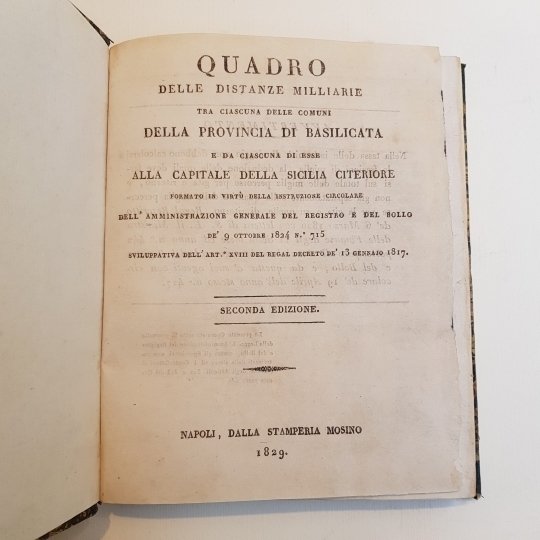 QUADRO
DELLE DISTANZE MILLIARIE
TRA CIASCUNA DELLE COMUNI
DELLA PROVINCIA DI BASILICATA
E DA CIASCUNA DI ESSE
ALLA CAPITALE DELLA SICILIA CITERIORE
FORMATO IN VIRTÙ DELLA ISSTRUZIONE CIRCOLARE
DELL' AMMINISTRAZIONE GENERALE DEL REGISTRO E DEL BOLLO
DE' 9 OTTOBRE 1824 N.° 715
SVILUPPATIVA DELL' ART.° XVIII DEL REGAL DECRETO DE' 13 GENNAIO 1817.
SECONDA EDIZIONE.
NAPOLI, DALLA STAMPERIA MOSINO
1829.